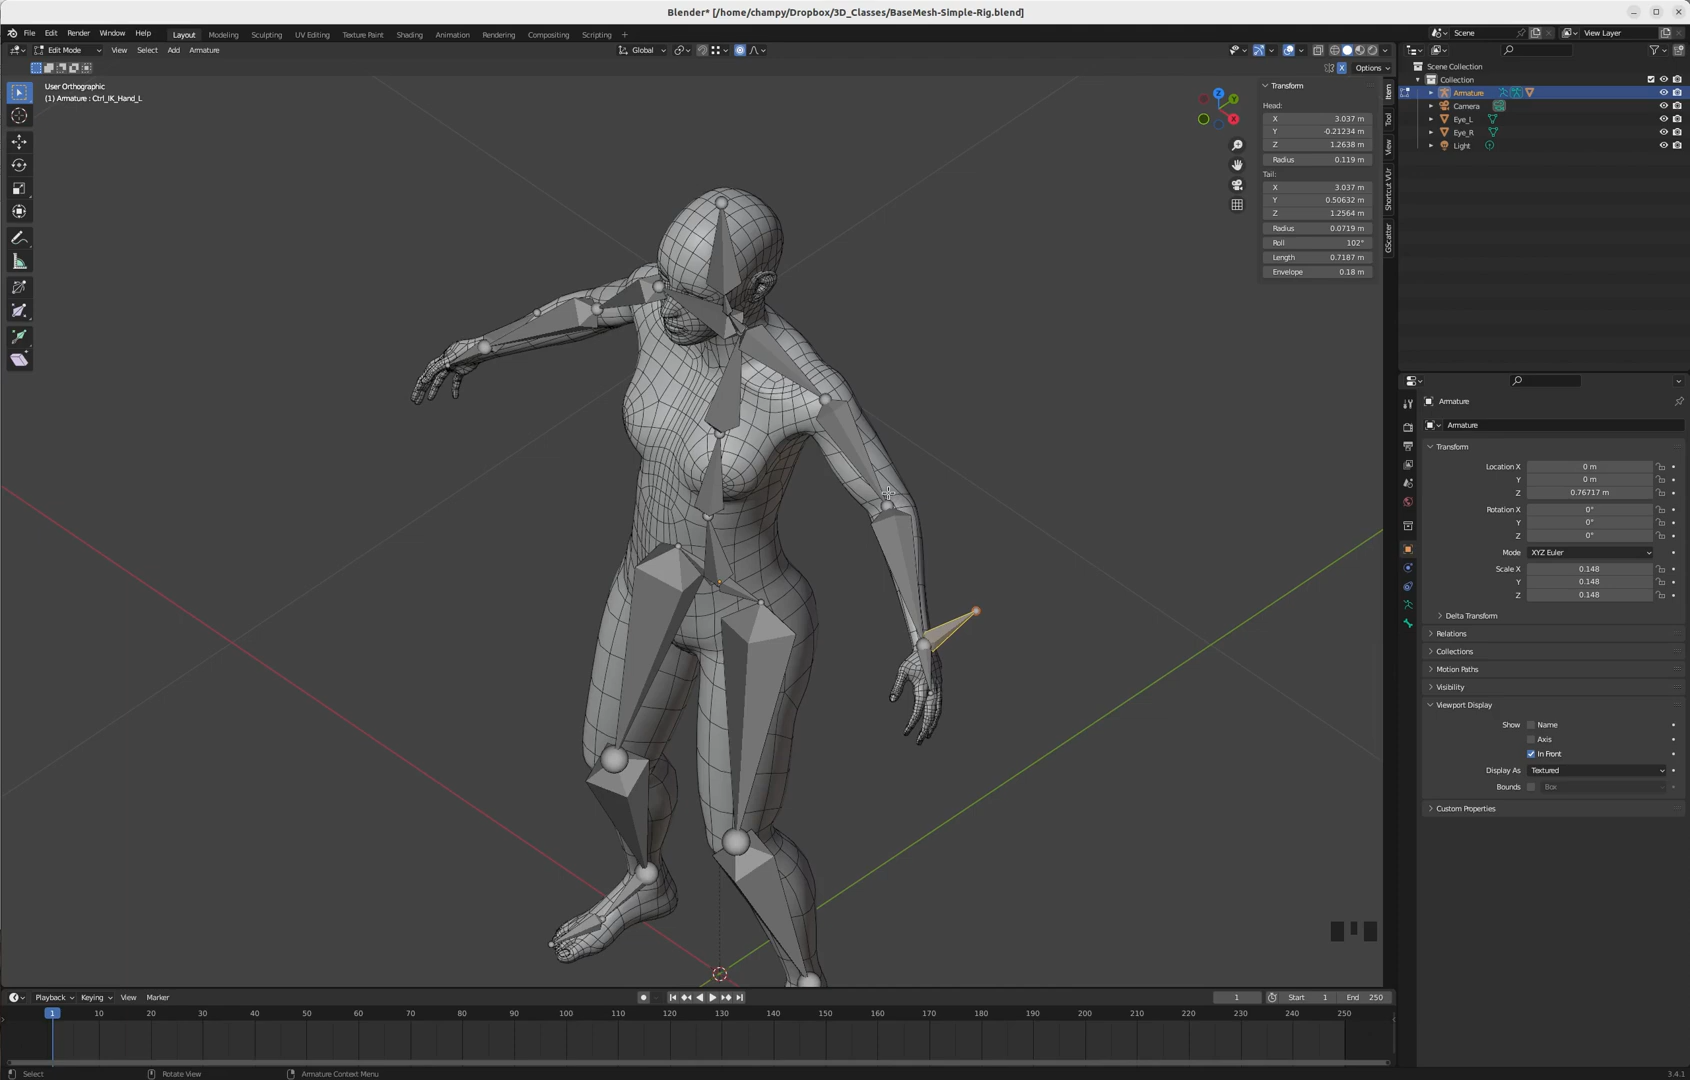 Blender* [/home/champy/Dropbox/3D_Classes/BaseMesh-Simple-Rig.blend]
File Edit Render Window Help Layout Modeling Sculpting UV Editing Texture Paint Shading Animation Rendering Compositing Scripting + Scene View Layer
Edit Mode View Select Add Armature Global
X Options
User Orthographic
(1) Armature : Ctrl_IK_Hand_L
Z
Y
X
Transform
Head:
X 3.037 m
Y -0.21234 m
Z 1.2638 m
Radius 0.119 m
Tail:
X 3.037 m
Y 0.50632 m
Z 1.2564 m
Radius 0.0719 m
Roll 102°
Length 0.7187 m
Envelope 0.18 m
Item
Tool
View
Shortcut VUr
GScatter
Scene Collection
Collection
Armature
Camera
Eye_L
Eye_R
Light
Armature
Armature
Transform
Location X 0 m
Y 0 m
Z 0.76717 m
Rotation X 0°
Y 0°
Z 0°
Mode XYZ Euler
Scale X 0.148
Y 0.148
Z 0.148
Delta Transform
Relations
Collections
Motion Paths
Visibility
Viewport Display
Show Name
Axis
In Front
Display As Textured
Bounds Box
Custom Properties
Playback Keying View Marker 1 Start 1 End 250
1 10 20 30 40 50 60 70 80 90 100 110 120 130 140 150 160 170 180 190 200 210 220 230 240 250
Select Rotate View Armature Context Menu 3.4.1